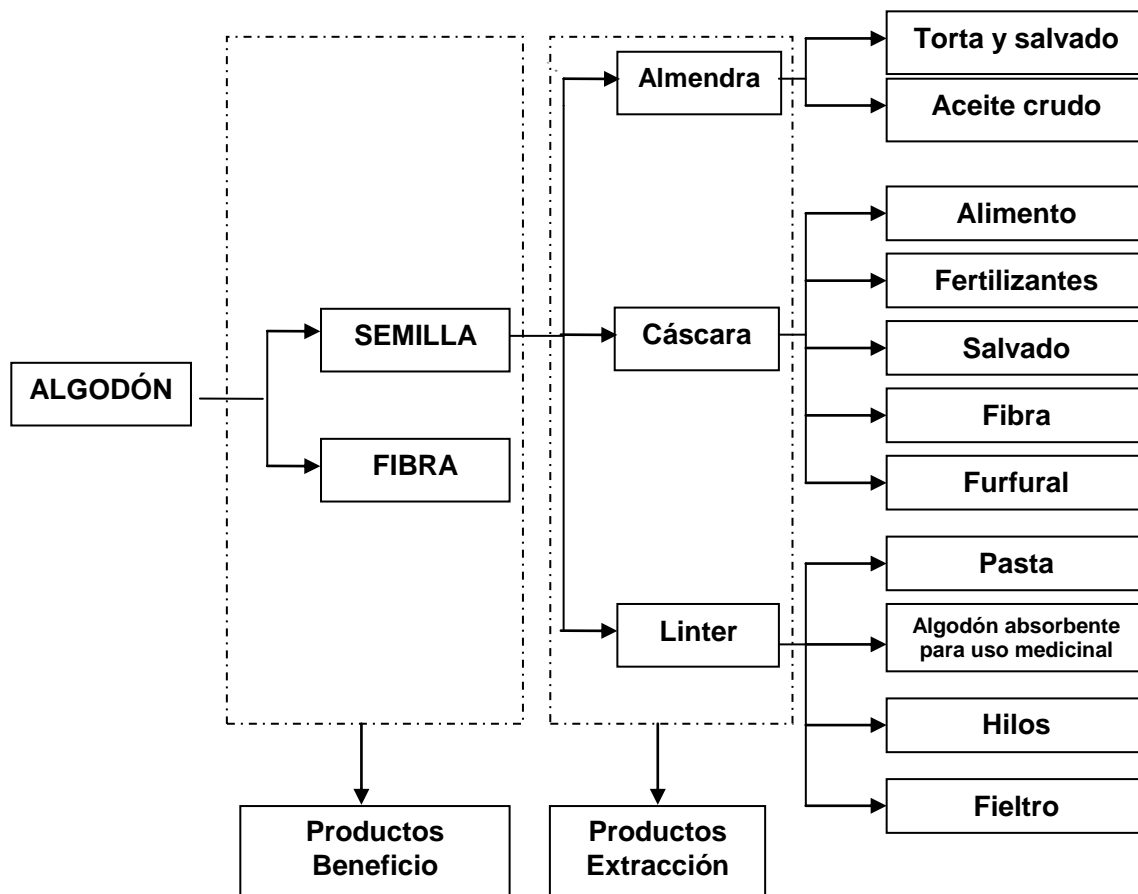 Torta y salvado
Almendra
Aceite crudo
Alimento
Fertilizantes
SEMILLA
Cáscara
Salvado
ALGODÓN
Fibra
FIBRA
Furfural
Pasta
Linter
Algodón absorbente
para uso medicinal
Hilos
Fieltro
Productos
Beneficio
Productos
Extracción